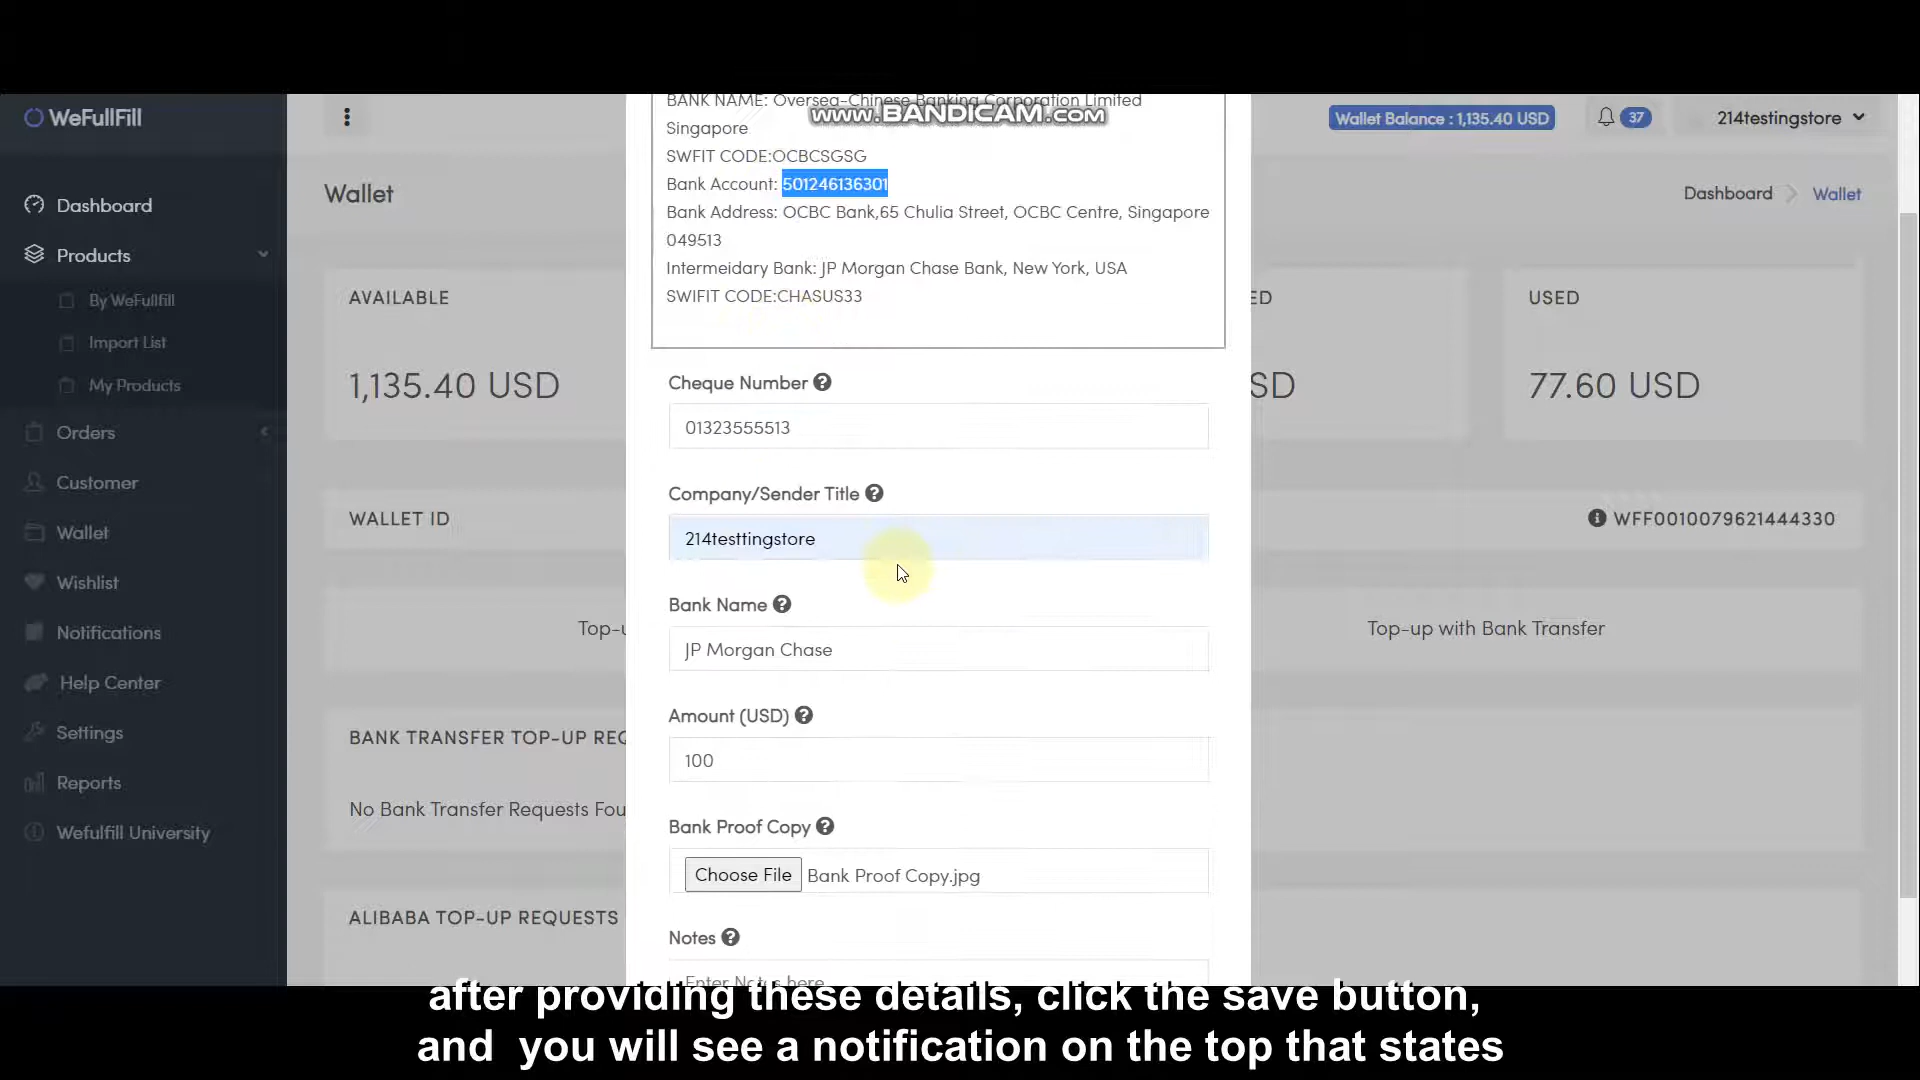 WeFullFill
BANK NAME: Oversea-Chinese Banking Corporation Limited
Singapore
www.BANDICAM.com
SWFIT CODE:OCBCSGSG
Bank Account: 501246136301
Bank Address: OCBC Bank,65 Chulia Street, OCBC Centre, Singapore
049513
Intermeidary Bank: JP Morgan Chase Bank, New York, USA
SWIFIT CODE:CHASUS33
Wallet Balance : 1,135.40 USD
37
214testingstore
Wallet
Dashboard
Wallet
Dashboard
Products
By WeFullfill
Import List
My Products
Orders
Customer
Wallet
Wishlist
Notifications
Help Center
Settings
Reports
Wefulfill University
AVAILABLE
1,135.40 USD
ED
SD
USED
77.60 USD
WALLET ID
WFF0010079621444330
Top-u
Top-up with Bank Transfer
BANK TRANSFER TOP-UP REQ
No Bank Transfer Requests Fou
ALIBABA TOP-UP REQUESTS
Cheque Number
01323555513
Company/Sender Title
214testtingstore
Bank Name
JP Morgan Chase
Amount (USD)
100
Bank Proof Copy
Choose File Bank Proof Copy.jpg
Notes
Enter Notes here
after providing these details, click the save button,
and you will see a notification on the top that states